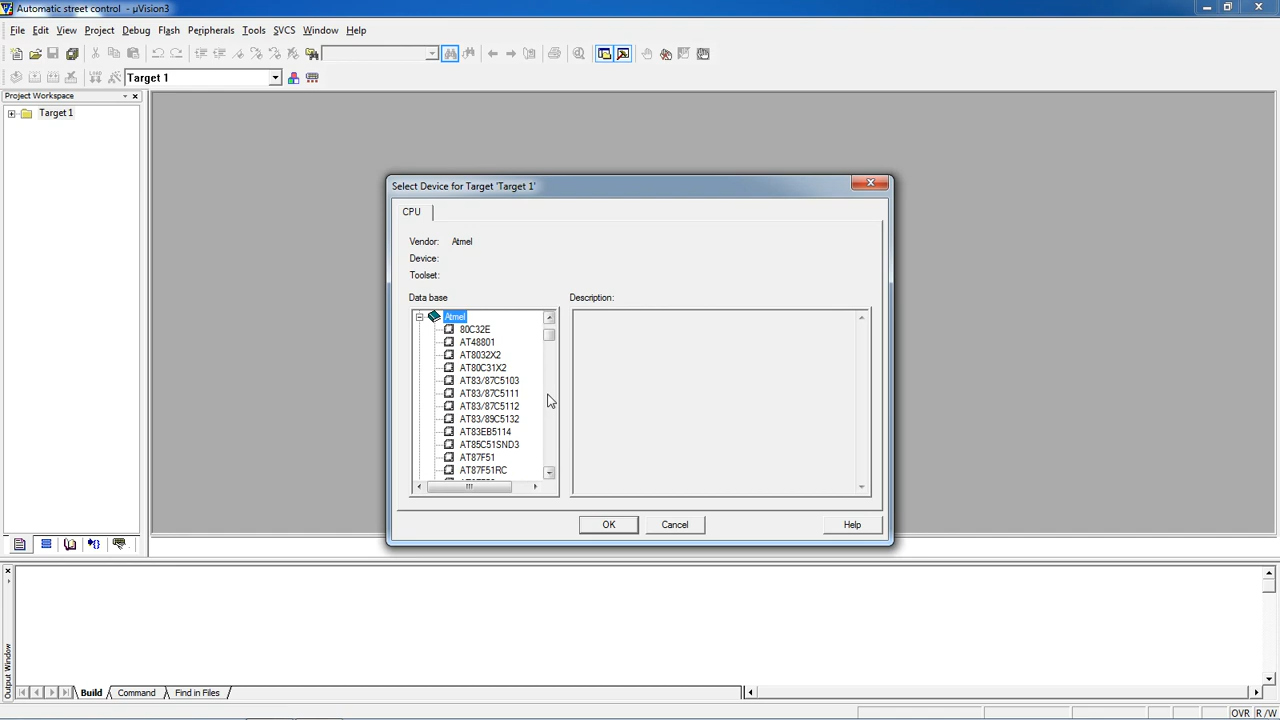 Automatic street control - µVision3
File Edit View Project Debug Flash Peripherals Tools SVCS Window Help
LOAD
Target 1
Project Workspace
Target 1
Select Device for Target 'Target 1'
CPU
Vendor: Atmel
Device:
Toolset:
Data base
Description:
Atmel
80C32E
AT48801
AT8032X2
AT80C31X2
AT83/87C5103
AT83/87C5111
AT83/87C5112
AT83/89C5132
AT83EB5114
AT85C51SND3
AT87F51
AT87F51RC
OK Cancel Help
Output Window
Build Command Find in Files
OVR R/W